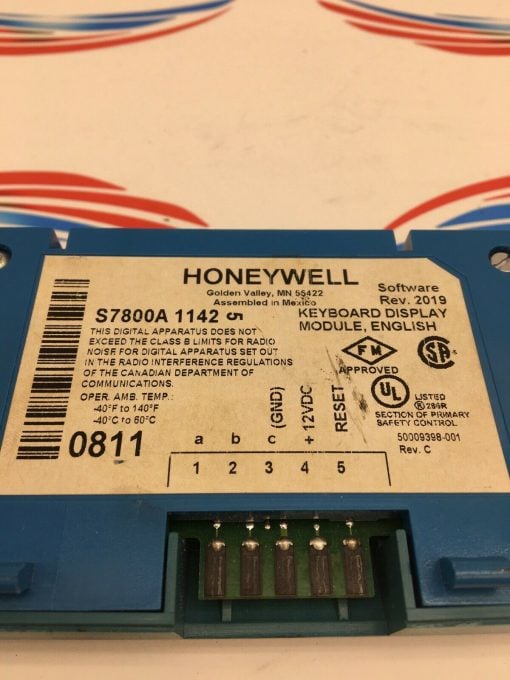 HONEYWELL
Golden Valley, MN 55422
Assembled in Mexico
S7800A 1142 5
Software
Rev. 2019
KEYBOARD DISPLAY
MODULE, ENGLISH
THIS DIGITAL APPARATUS DOES NOT
EXCEED THE CLASS B LIMITS FOR RADIO
NOISE FOR DIGITAL APPARATUS SET OUT
IN THE RADIO INTERFERENCE REGULATIONS
OF THE CANADIAN DEPARTMENT OF
COMMUNICATIONS.
OPER. AMB. TEMP.:
-40°F to 140°F
-40°C to 60°C
0811
FM
APPROVED
SP
UL
LISTED
® 286R
SECTION OF PRIMARY
SAFETY CONTROL
50009398-001
Rev. C
(GND)
+12VDC
RESET
a b c
1 2 3 4 5